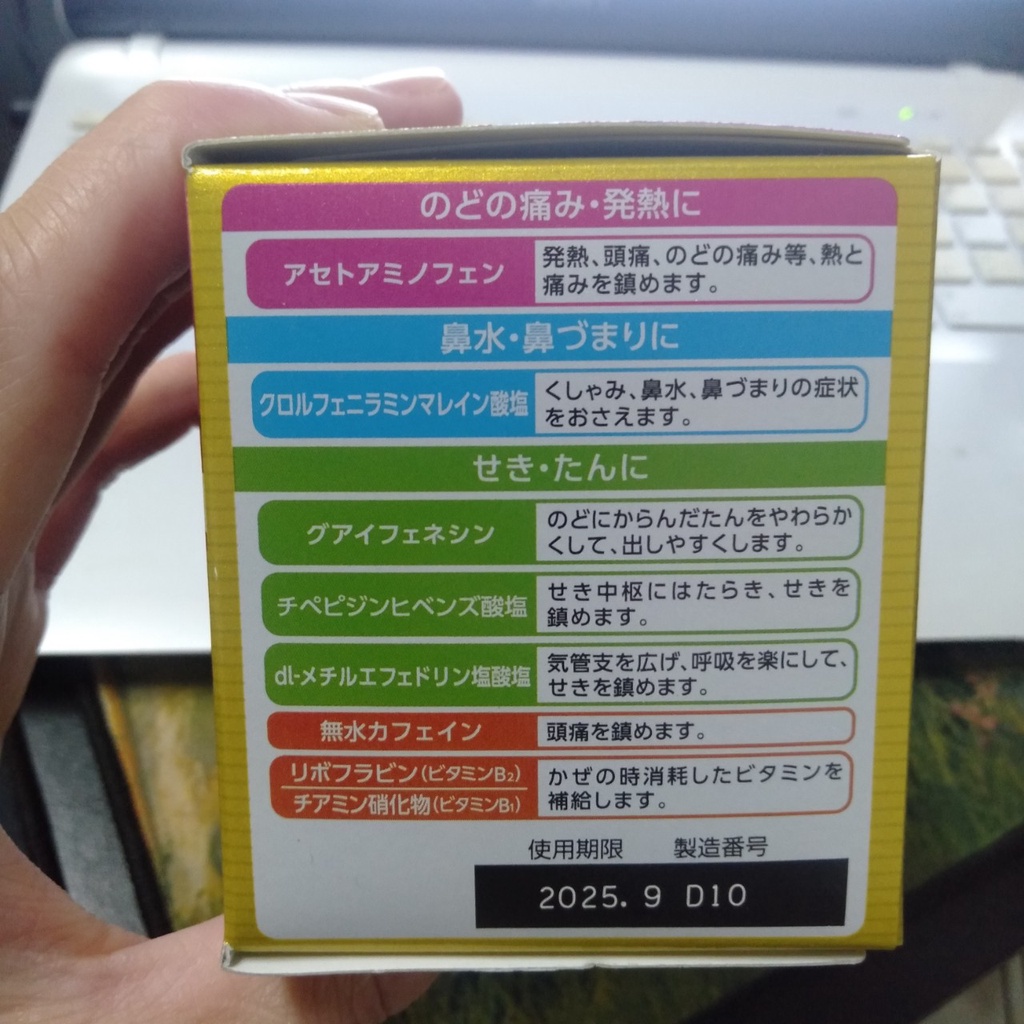 のどの痛み・発熱に
アセトアミノフェン
発熱、頭痛、のどの痛み等、熱と
痛みを鎮めます。
鼻水・鼻づまりに
クロルフェニラミンマレイン酸塩
くしゃみ、鼻水、鼻づまりの症状
をおさえます。
せき・たんに
グアイフェネシン
のどにからんだたんをやわらか
くして、出しやすくします。
チペピジンヒベンズ酸塩
せき中枢にはたらき、せきを
鎮めます。
dl-メチルエフェドリン塩酸塩
気管支を広げ、呼吸を楽にして、
せきを鎮めます。
無水カフェイン
頭痛を鎮めます。
リボフラビン(ビタミンB₂)
チアミン硝化物(ビタミンB₁)
かぜの時消耗したビタミンを
補給します。
使用期限 製造番号
2025. 9 D10